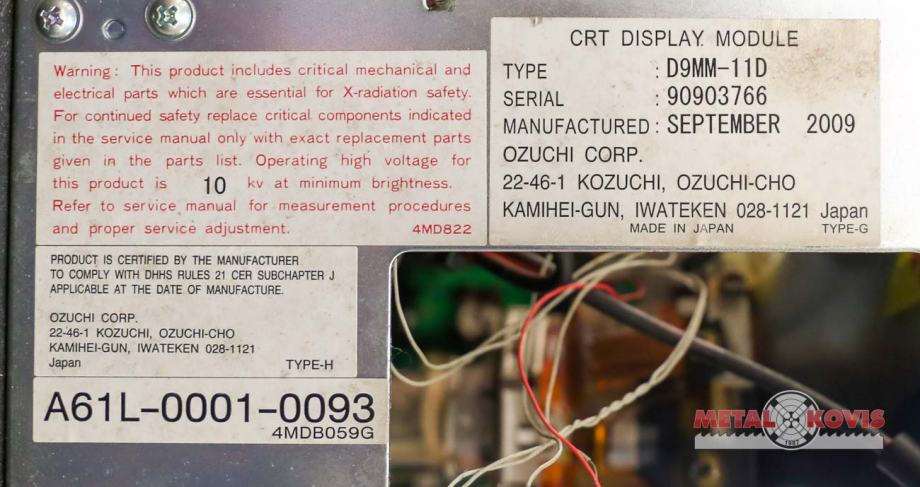 Warning: This product includes critical mechanical and
electrical parts which are essential for X-radiation safety.
For continued safety replace critical components indicated
in the service manual only with exact replacement parts
given in the parts list. Operating high voltage for
this product is 10 kv at minimum brightness.
Refer to service manual for measurement procedures
and proper service adjustment. 4MD822
CRT DISPLAY MODULE
TYPE : D9MM-11D
SERIAL : 90903766
MANUFACTURED : SEPTEMBER 2009
OZUCHI CORP.
22-46-1 KOZUCHI, OZUCHI-CHO
KAMIHEI-GUN, IWATEKEN 028-1121 Japan
MADE IN JAPAN TYPE-G
PRODUCT IS CERTIFIED BY THE MANUFACTURER
TO COMPLY WITH DHHS RULES 21 CER SUBCHAPTER J
APPLICABLE AT THE DATE OF MANUFACTURE.
OZUCHI CORP.
22-46-1 KOZUCHI, OZUCHI-CHO
KAMIHEI-GUN, IWATEKEN 028-1121
Japan TYPE-H
A61L-0001-0093
4MDB059G
METAL KOVIS
1987